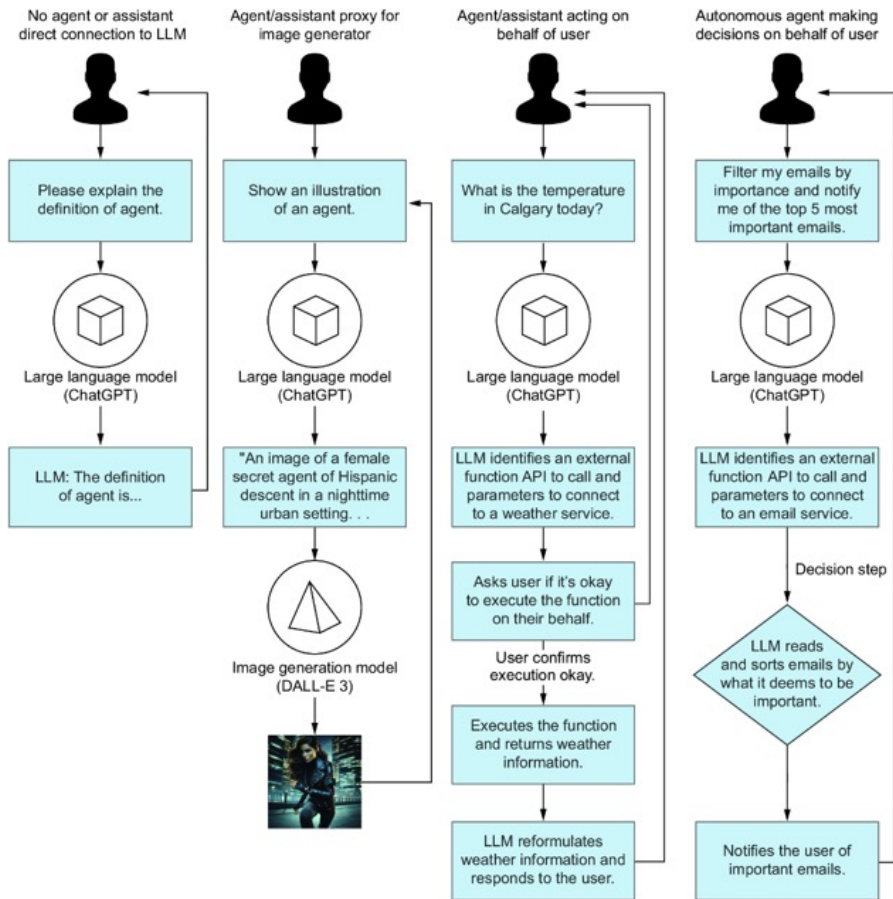 No agent or assistant
direct connection to LLM
Please explain the
definition of agent.
Large language model
(ChatGPT)
LLM: The definition
of agent is...
Agent/assistant proxy for
image generator
Show an illustration
of an agent.
Large language model
(ChatGPT)
"An image of a female
secret agent of Hispanic
descent in a nighttime
urban setting. . .
Image generation model
(DALL-E 3)
Agent/assistant acting on
behalf of user
What is the temperature
in Calgary today?
Large language model
(ChatGPT)
LLM identifies an external
function API to call and
parameters to connect
to a weather service.
Asks user if it's okay
to execute the function
on their behalf.
User confirms
execution okay.
Executes the function
and returns weather
information.
LLM reformulates
weather information and
responds to the user.
Autonomous agent making
decisions on behalf of user
Filter my emails by
importance and notify
me of the top 5 most
important emails.
Large language model
(ChatGPT)
LLM identifies an external
function API to call and
parameters to connect
to an email service.
Decision step
LLM reads
and sorts emails by
what it deems to be
important.
Notifies the user of
important emails.